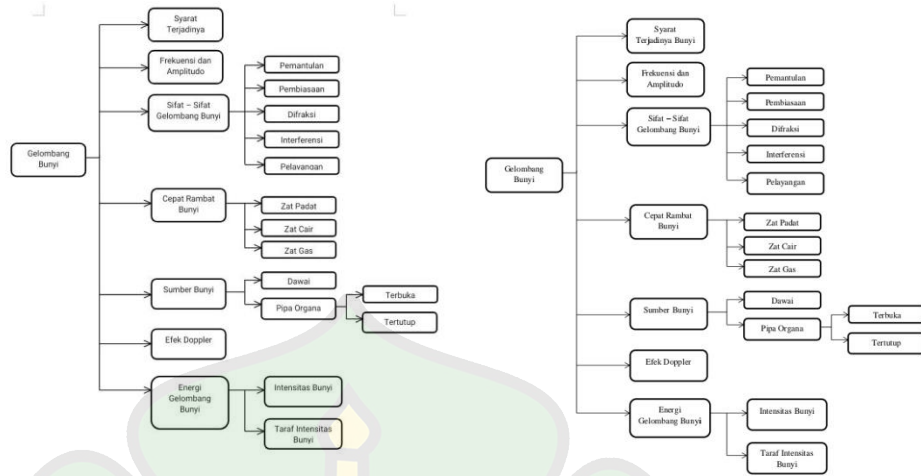 Syarat
Terjadinya
Frekuensi dan
Amplitudo
Sifat – Sifat
Gelombang Bunyi
Pemantulan
Pembiasaan
Difraksi
Interferensi
Pelayangan
Gelombang
Bunyi
Cepat Rambat
Bunyi
Zat Padat
Zat Cair
Zat Gas
Sumber Bunyi
Dawai
Pipa Organa
Terbuka
Tertutup
Efek Doppler
Energi
Gelombang
Bunyi
Intensitas Bunyi
Taraf Intensitas
Bunyi
Syarat
Terjadinya Bunyi
Frekuensi dan
Amplitudo
Sifat – Sifat
Gelombang Bunyi
Pemantulan
Pembiasaan
Difraksi
Interferensi
Pelayangan
Gelombang
Bunyi
Cepat Rambat
Bunyi
Zat Padat
Zat Cair
Zat Gas
Sumber Bunyi
Dawai
Pipa Organa
Terbuka
Tertutup
Efek Doppler
Energi
Gelombang Bunyi
Intensitas Bunyi
Taraf Intensitas
Bunyi